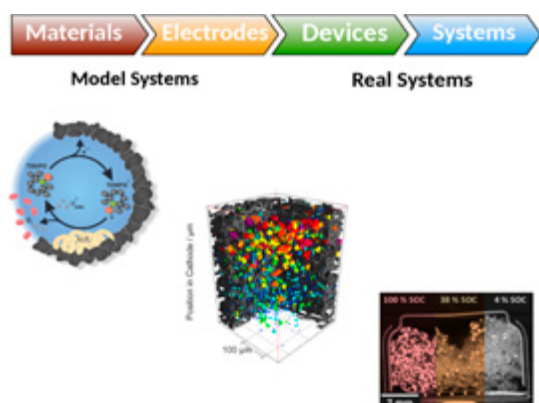 Materials
Electrodes
Devices
Systems
Model Systems
Real Systems
Position in Cathode / µm
100 µm
100 % SOC
38 % SOC
4 % SOC